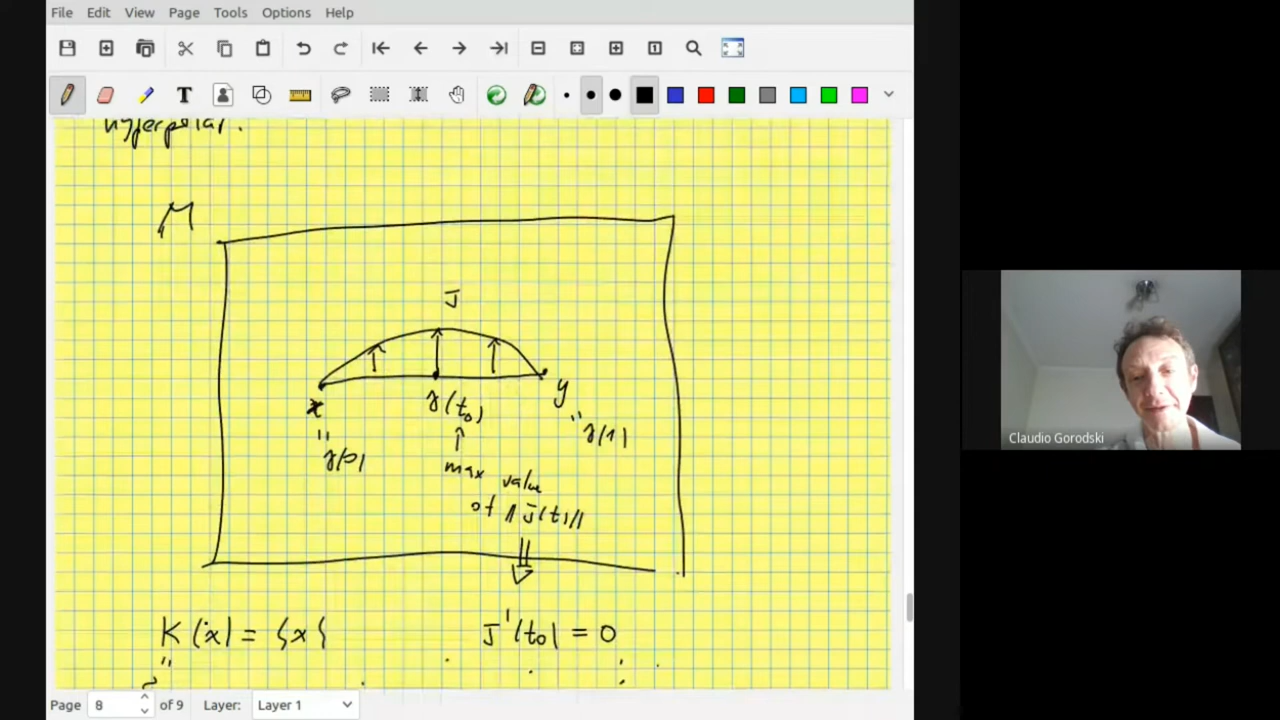 File Edit View Page Tools Options Help
hyperpolar.
M
J
x
y
γ(t₀)
" γ(0)
" γ(1)
↑
max value
of ||J(t)||
⇓
K(x) = {x}
J'(t₀) = 0
"
Page 8 of 9 Layer: Layer 1
Claudio Gorodski